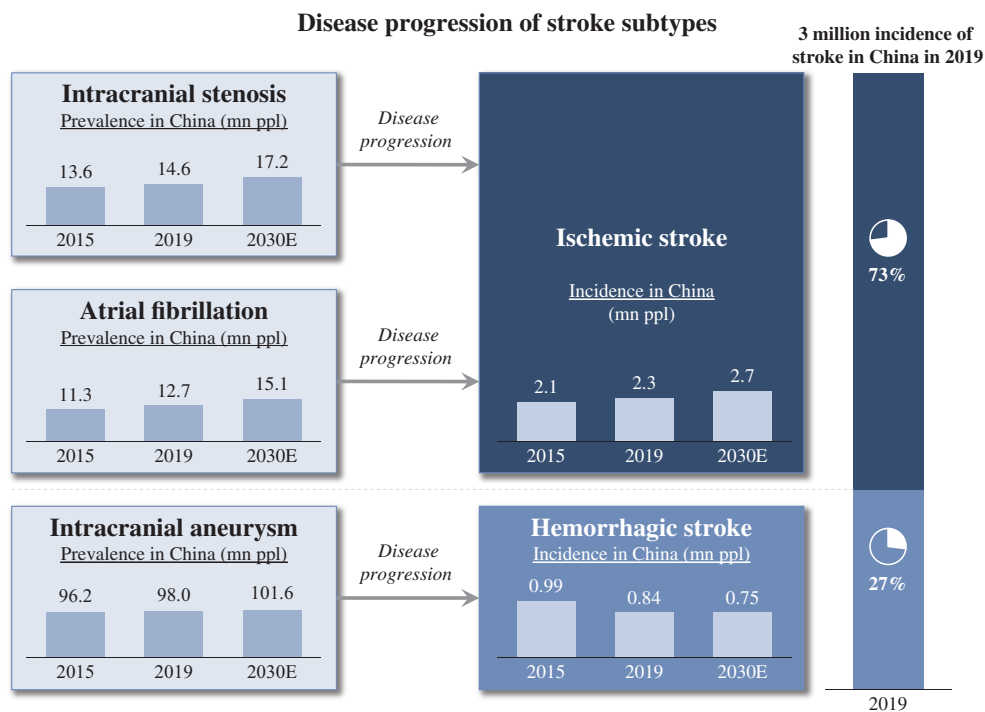 Disease progression of stroke subtypes
3 million incidence of
stroke in China in 2019
Intracranial stenosis
Prevalence in China (mn ppl)
13.6 14.6 17.2
2015 2019 2030E
Disease
progression
Atrial fibrillation
Prevalence in China (mn ppl)
11.3 12.7 15.1
2015 2019 2030E
Disease
progression
Ischemic stroke
Incidence in China
(mn ppl)
2.1 2.3 2.7
2015 2019 2030E
73%
Intracranial aneurysm
Prevalence in China (mn ppl)
96.2 98.0 101.6
2015 2019 2030E
Disease
progression
Hemorrhagic stroke
Incidence in China (mn ppl)
0.99 0.84 0.75
2015 2019 2030E
27%
2019